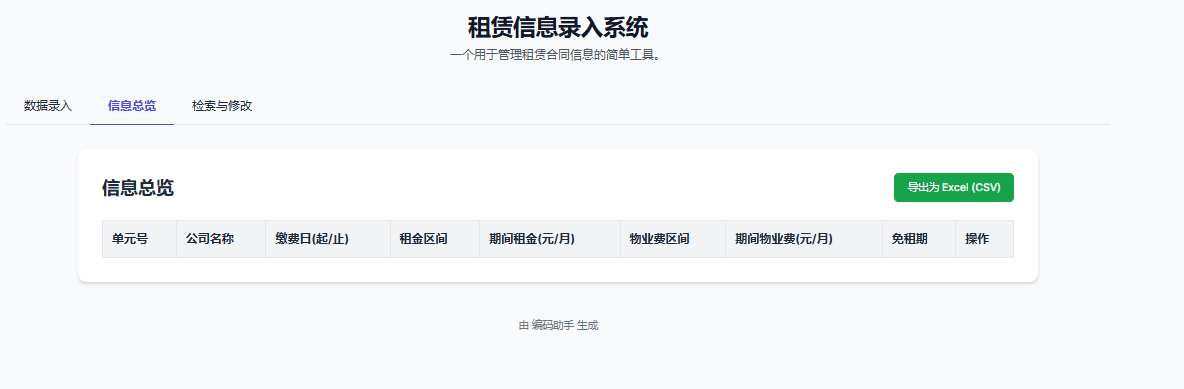 租赁信息录入系统
一个用于管理租赁合同信息的简单工具。
数据录入 信息总览 检索与修改
信息总览 导出为 Excel (CSV)
单元号 公司名称 缴费日(起/止) 租金区间 期间租金(元/月) 物业费区间 期间物业费(元/月) 免租期 操作
由 编码助手 生成